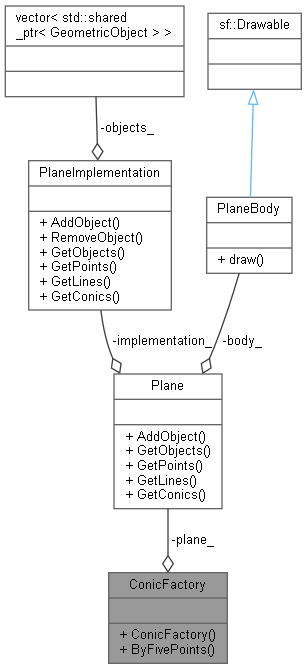 vector< std::shared
_ptr< GeometricObject > >
sf::Drawable
-objects_
PlaneImplementation
+ AddObject()
+ RemoveObject()
+ GetObjects()
+ GetPoints()
+ GetLines()
+ GetConics()
PlaneBody
+ draw()
-implementation_
-body_
Plane
+ AddObject()
+ GetObjects()
+ GetPoints()
+ GetLines()
+ GetConics()
-plane_
ConicFactory
+ ConicFactory()
+ ByFivePoints()